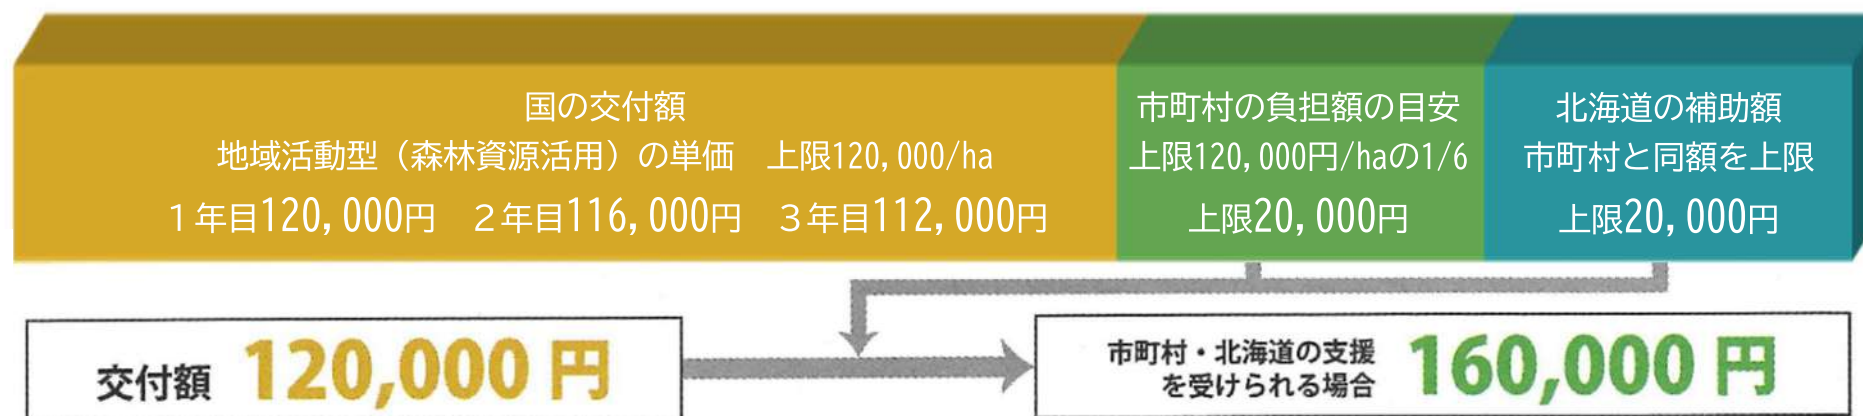 国の交付額
地域活動型（森林資源活用）の単価　上限120,000/ha
１年目120,000円　２年目116,000円　３年目112,000円
市町村の負担額の目安
上限120,000円/haの1/6
上限20,000円
北海道の補助額
市町村と同額を上限
上限20,000円
交付額 120,000 円
市町村・北海道の支援
を受けられる場合
160,000 円